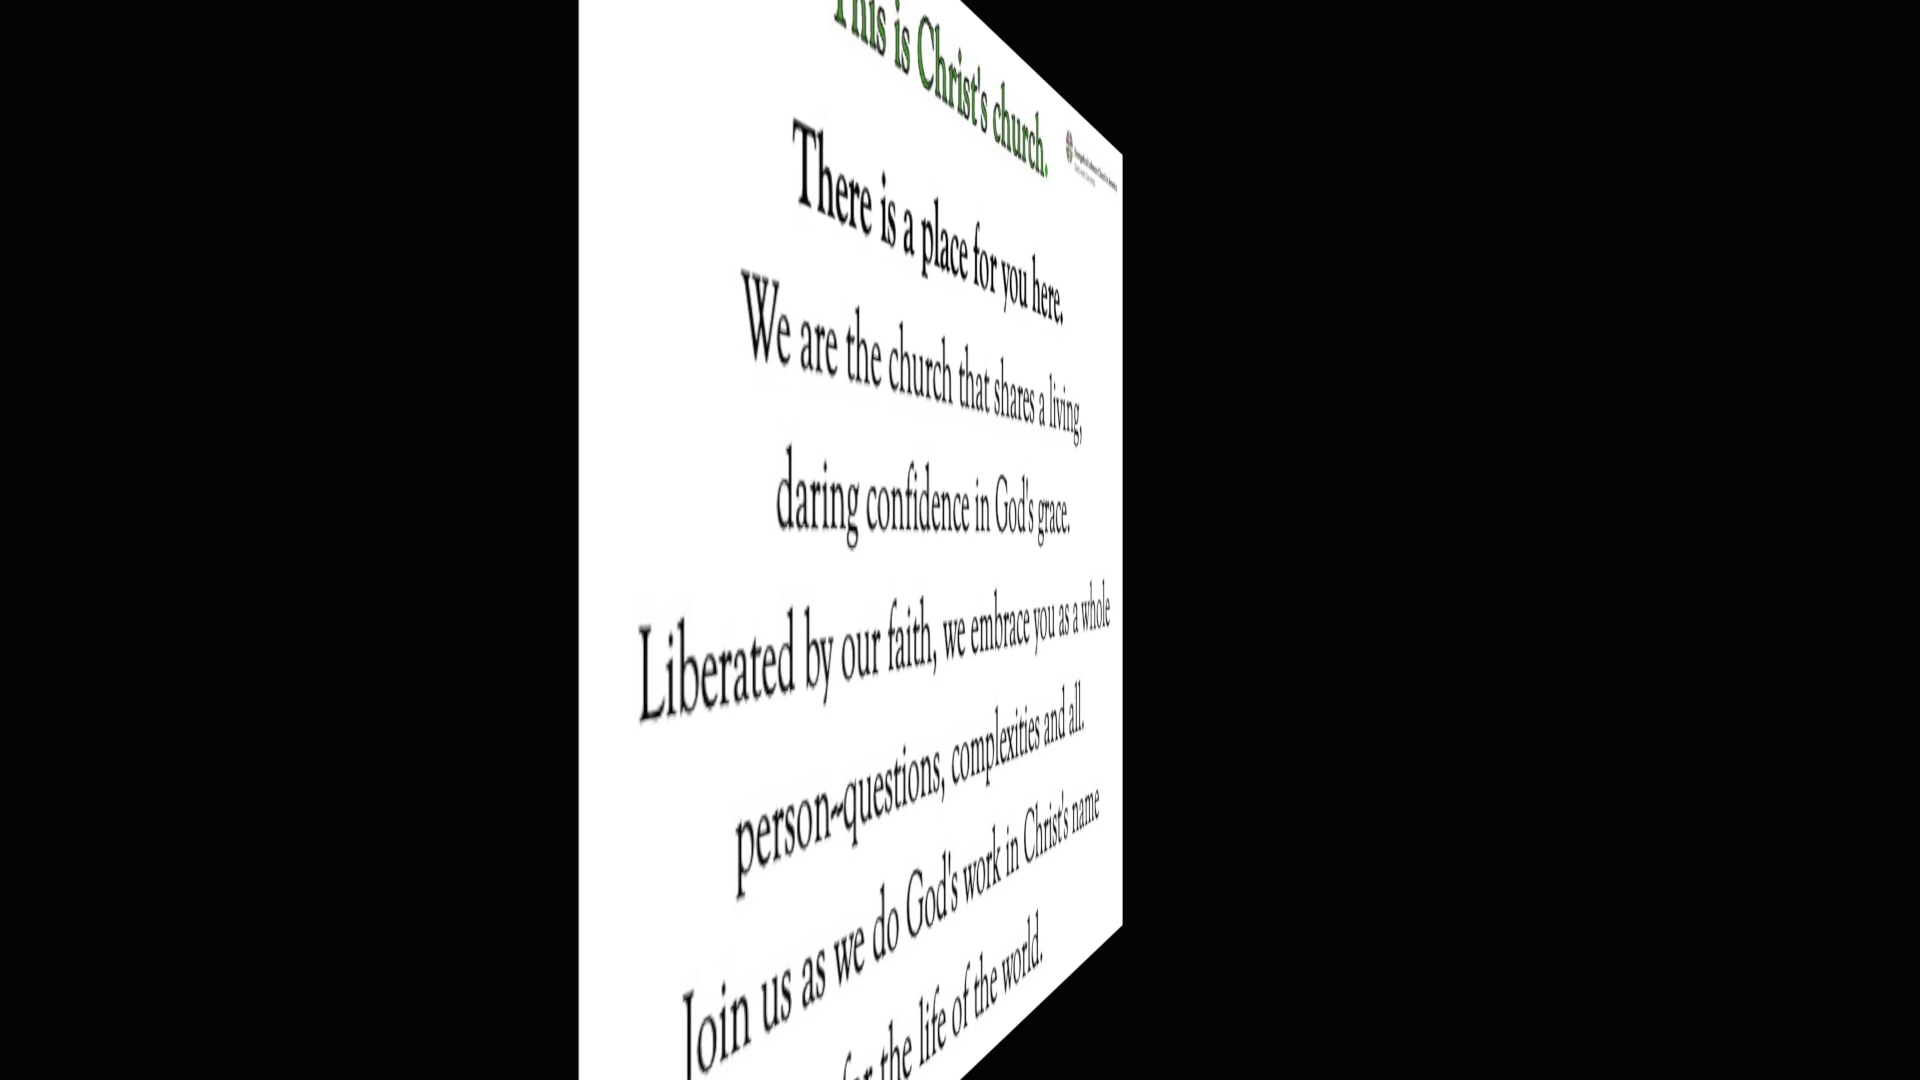 This is Christ's church.
There is a place for you here.
We are the church that shares a living,
daring confidence in God's grace.
Liberated by our faith, we embrace you as a whole
person--questions, complexities and all.
Join us as we do God's work in Christ's name
for the life of the world.